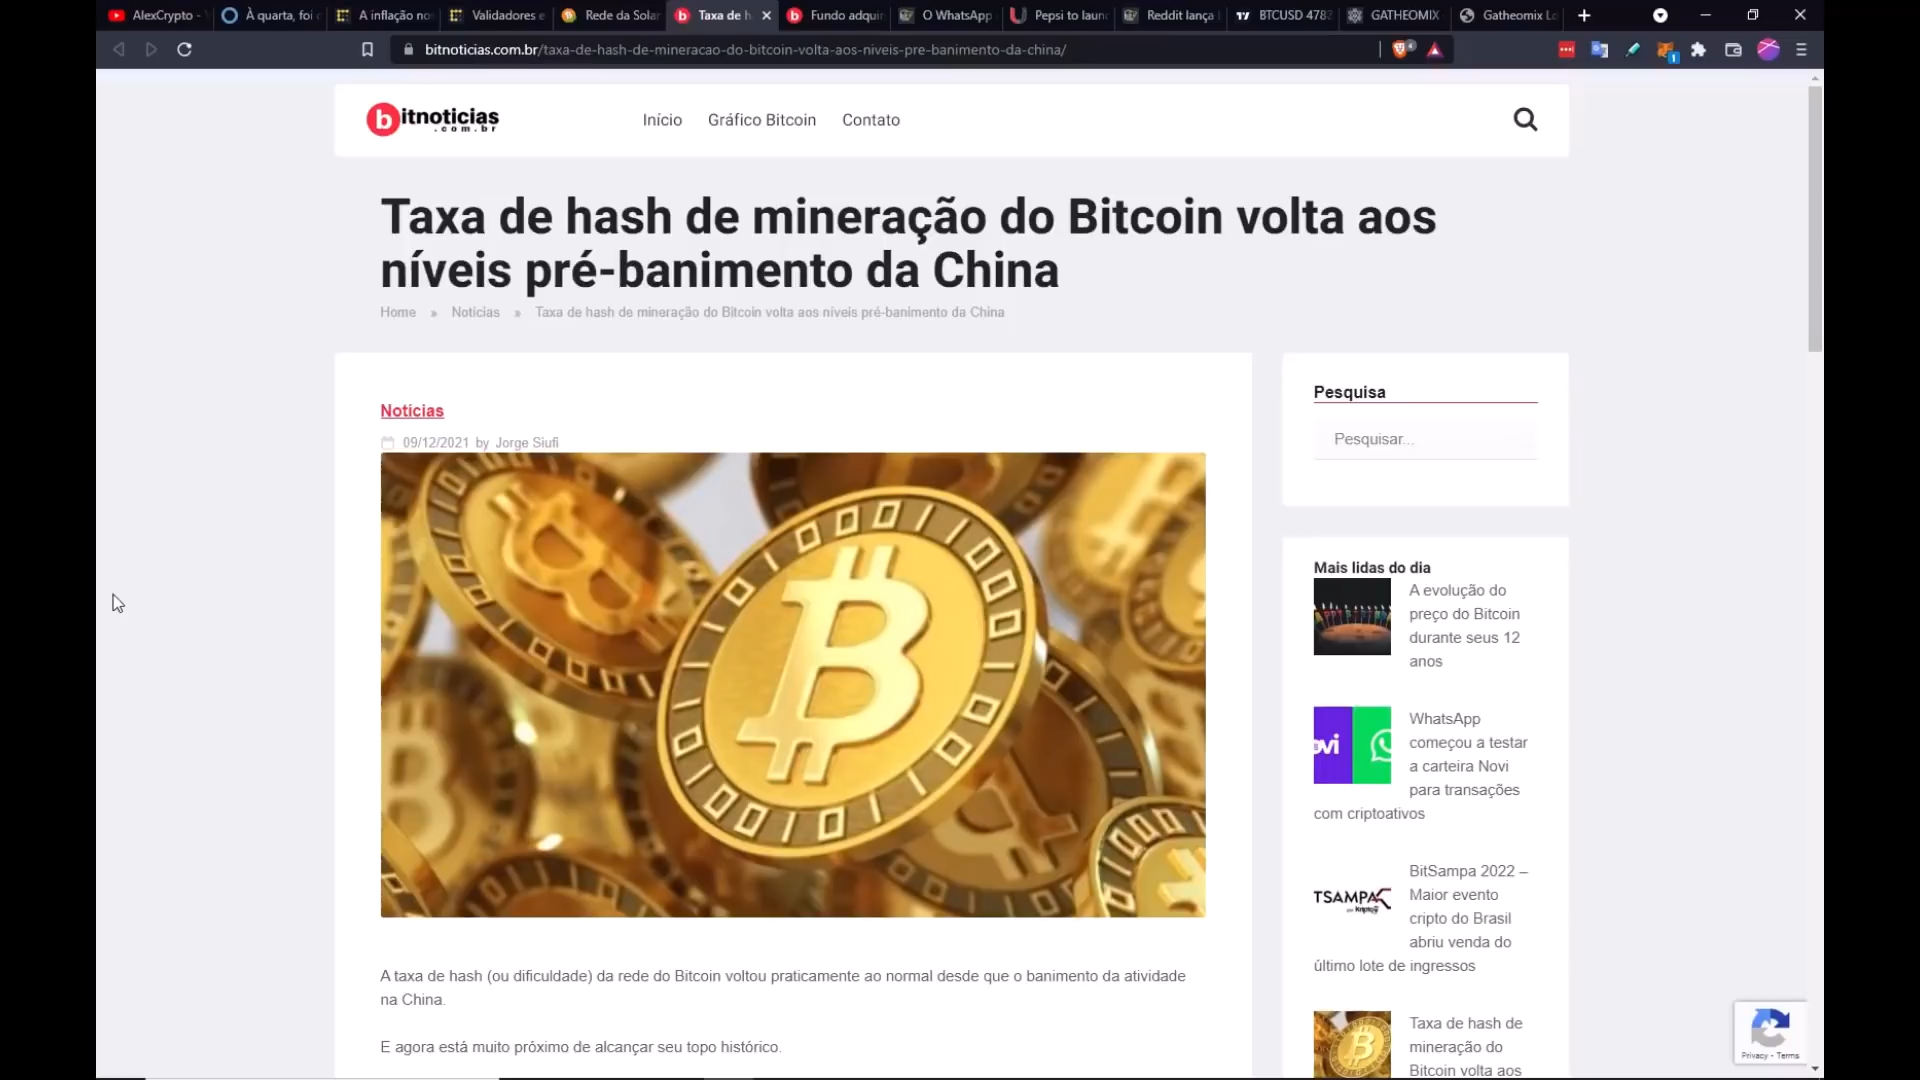 AlexCrypto -
À quarta, foi
A inflação no
Validadores e
Rede da Sola
Taxa de h
Fundo adqui
O WhatsApp
Pepsi to laun
Reddit lança
BTCUSD 478
GATHEOMIX
Gatheomix Lo
bitnoticias.com.br/taxa-de-hash-de-mineracao-do-bitcoin-volta-aos-niveis-pre-banimento-da-china/
bitnoticias
.com.br
Início Gráfico Bitcoin Contato
Taxa de hash de mineração do Bitcoin volta aos
níveis pré-banimento da China
Home » Notícias » Taxa de hash de mineração do Bitcoin volta aos níveis pré-banimento da China
Notícias
09/12/2021 by Jorge Siufi
A taxa de hash (ou dificuldade) da rede do Bitcoin voltou praticamente ao normal desde que o banimento da atividade
na China.
E agora está muito próximo de alcançar seu topo histórico.
Pesquisa
Pesquisar...
Mais lidas do dia
A evolução do
preço do Bitcoin
durante seus 12
anos
ovi
WhatsApp
começou a testar
a carteira Novi
para transações
com criptoativos
TSAMPA
BitSampa 2022 –
Maior evento
cripto do Brasil
abriu venda do
último lote de ingressos
Taxa de hash de
mineração do
Bitcoin volta aos
Privacy - Terms